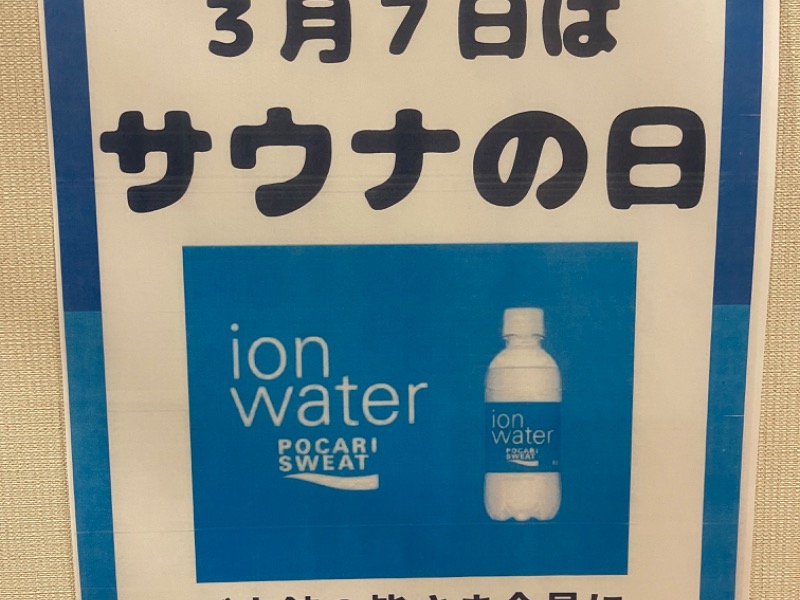 3月7日は
サウナの日
ion
water
POCARI
SWEAT
ion
water
POCARI
SWEAT